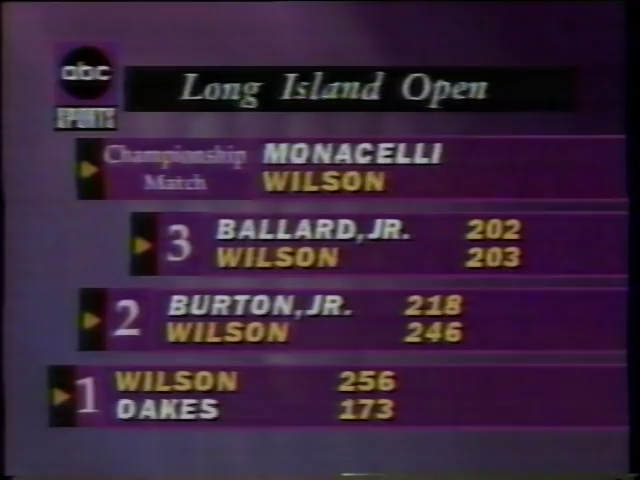 abc
SPORTS
Long Island Open
Championship Match
MONACELLI
WILSON
3
BALLARD, JR. 202
WILSON 203
2
BURTON, JR. 218
WILSON 246
1
WILSON 256
OAKES 173